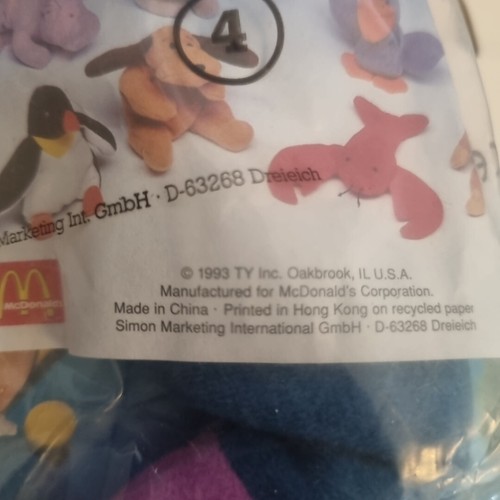 4
Marketing Int. GmbH · D-63268 Dreieich
© 1993 TY Inc. Oakbrook, IL U.S.A.
Manufactured for McDonald's Corporation.
Made in China · Printed in Hong Kong on recycled paper
Simon Marketing International GmbH · D-63268 Dreieich
McDonald's